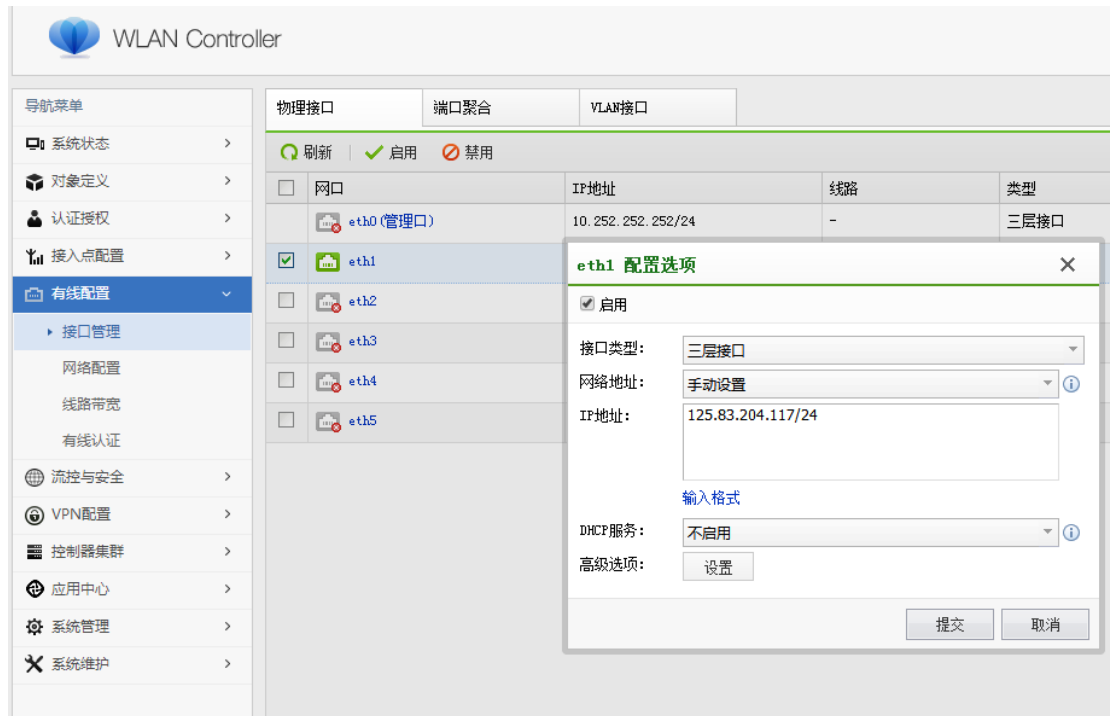 WLAN Controller
导航菜单
系统状态
对象定义
认证授权
接入点配置
有线配置
接口管理
网络配置
线路带宽
有线认证
流控与安全
VPN配置
控制器集群
应用中心
系统管理
系统维护
物理接口 端口聚合 VLAN接口
刷新 启用 禁用
网口 IP地址 线路 类型
eth0(管理口) 10.252.252.252/24 - 三层接口
eth1
eth2
eth3
eth4
eth5
eth1 配置选项
启用
接口类型: 三层接口
网络地址: 手动设置
IP地址: 125.83.204.117/24
输入格式
DHCP服务: 不启用
高级选项: 设置
提交 取消